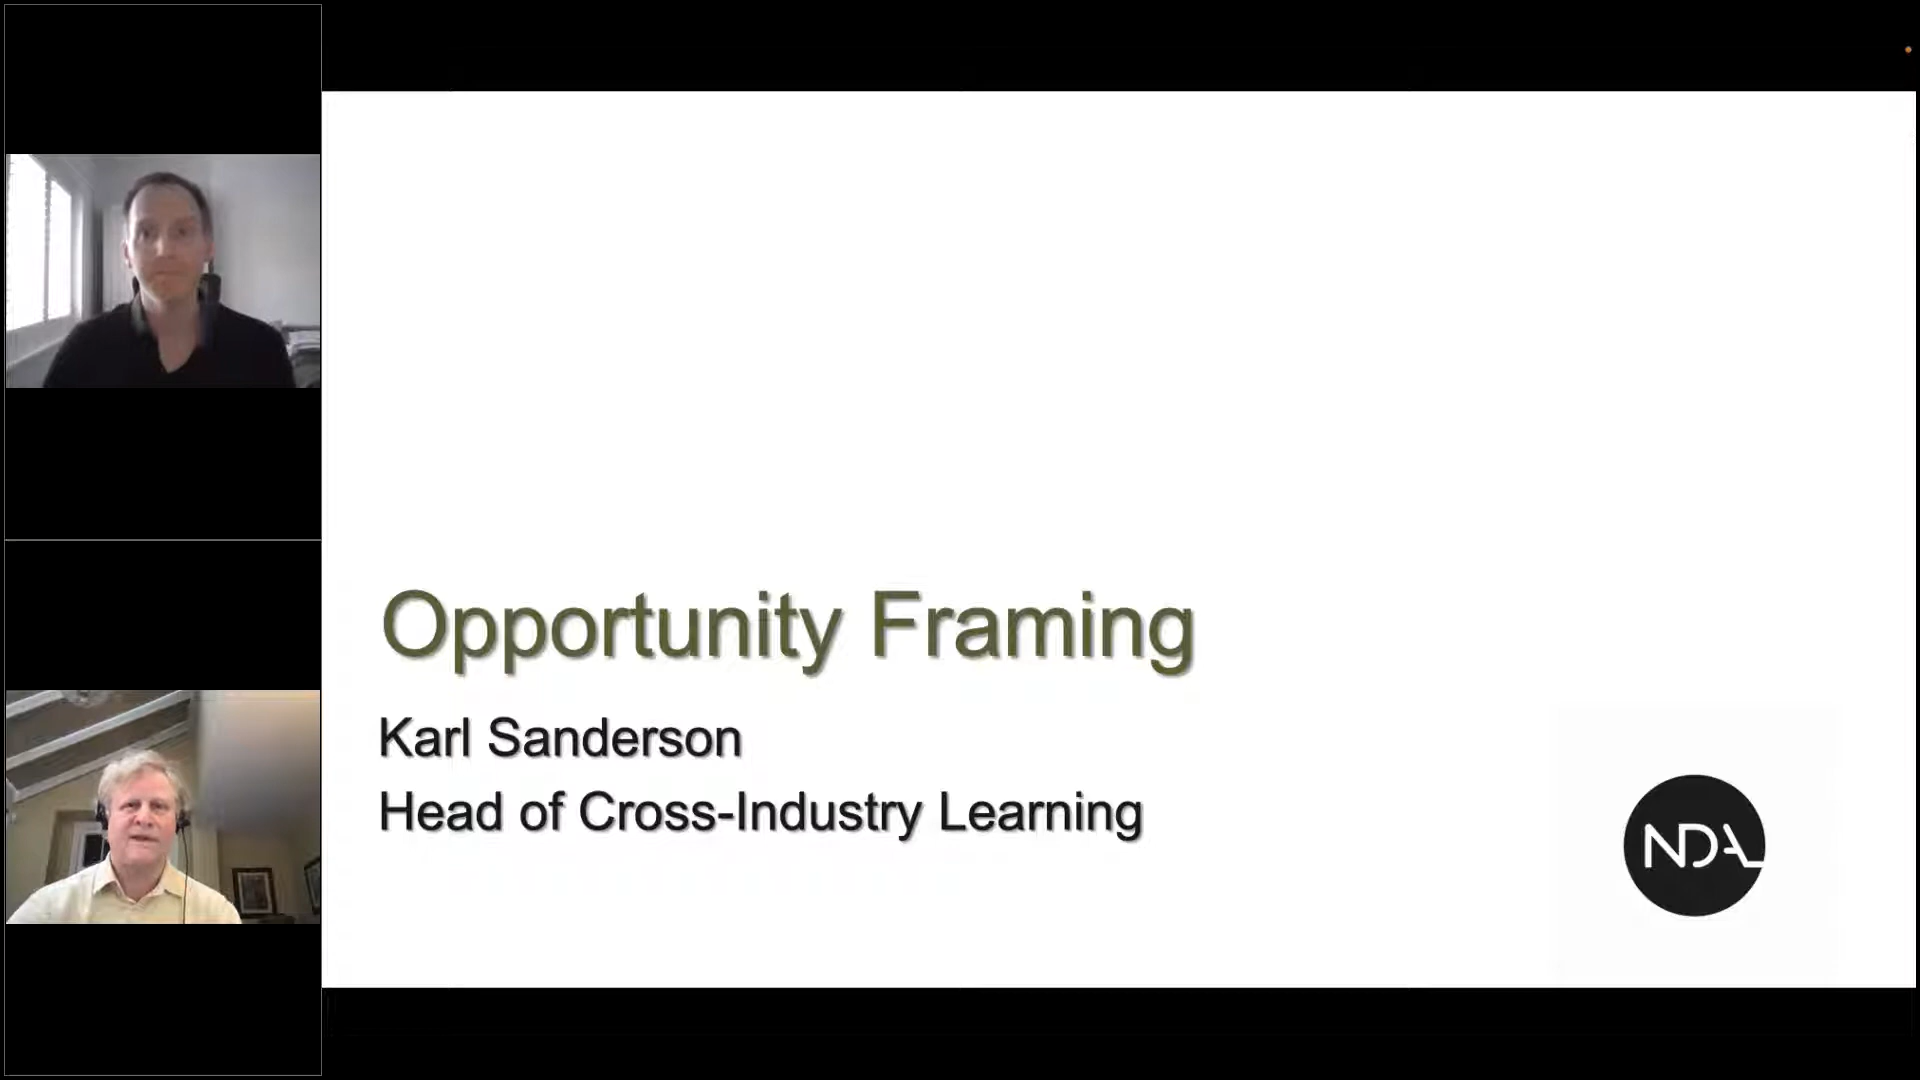 Opportunity Framing
Karl Sanderson
Head of Cross-Industry Learning
NDA